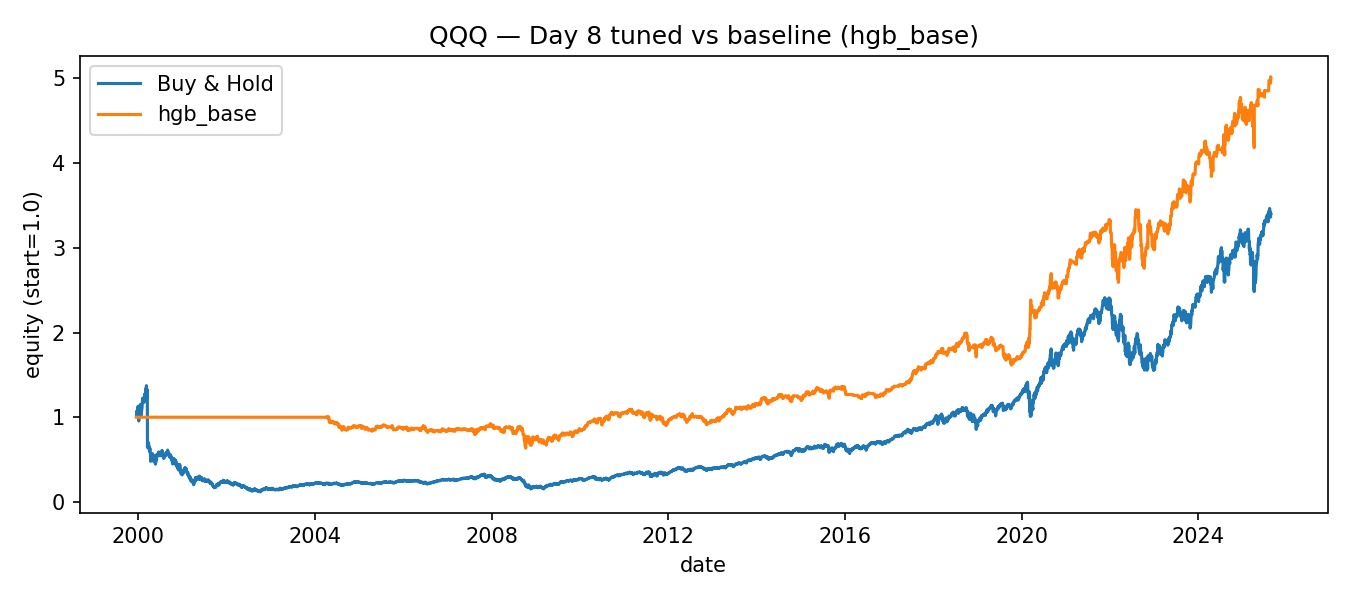 QQQ — Day 8 tuned vs baseline (hgb_base)
Buy & Hold
hgb_base
equity (start=1.0)
5
4
3
2
1
0
2000 2004 2008 2012 2016 2020 2024
date